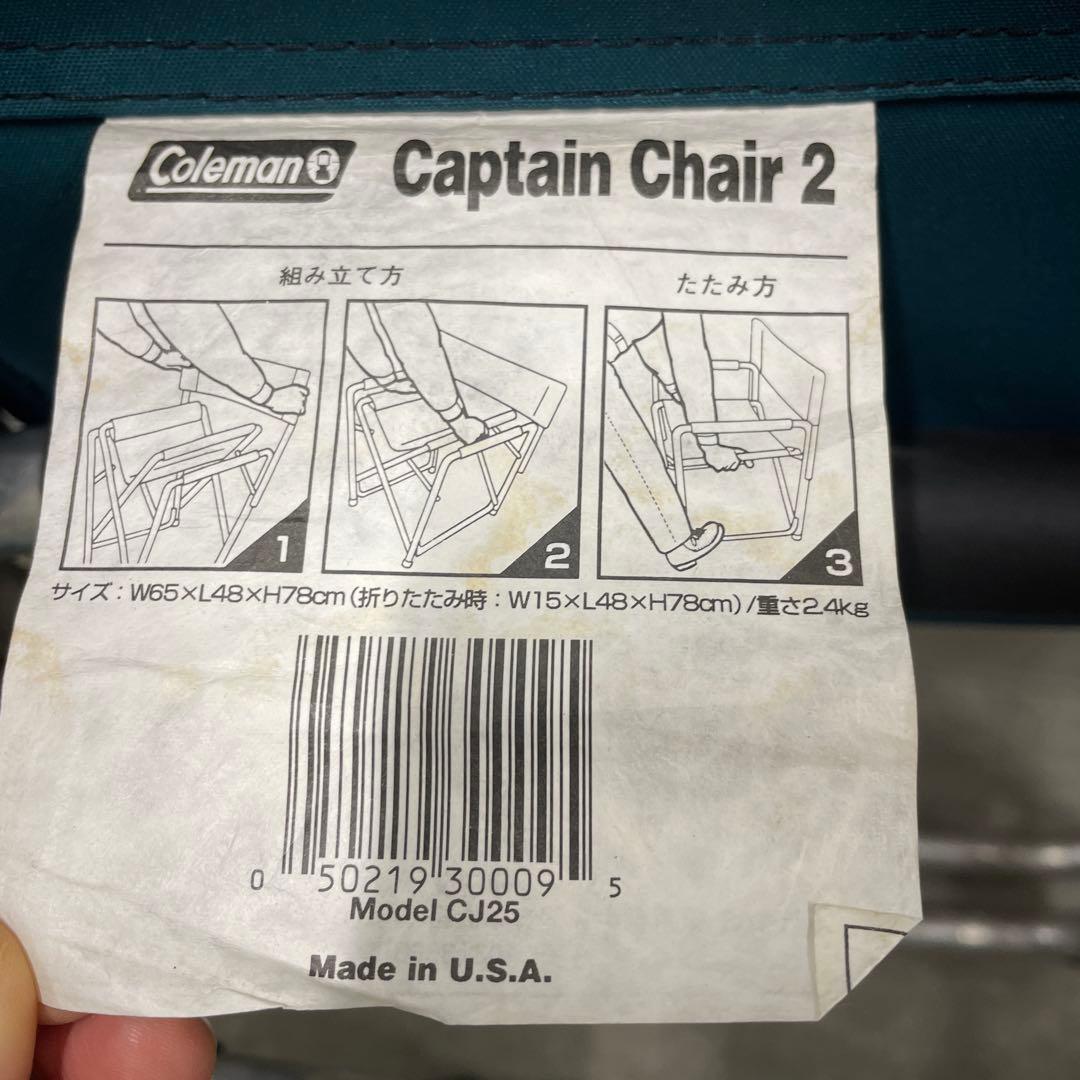 Coleman
Captain Chair 2
組み立て方
たたみ方
1
2
3
サイズ：W65×L48×H78cm(折りたたみ時：W15×L48×H78cm)/重さ2.4kg
0 50219 30009 5
Model CJ25
Made in U.S.A.